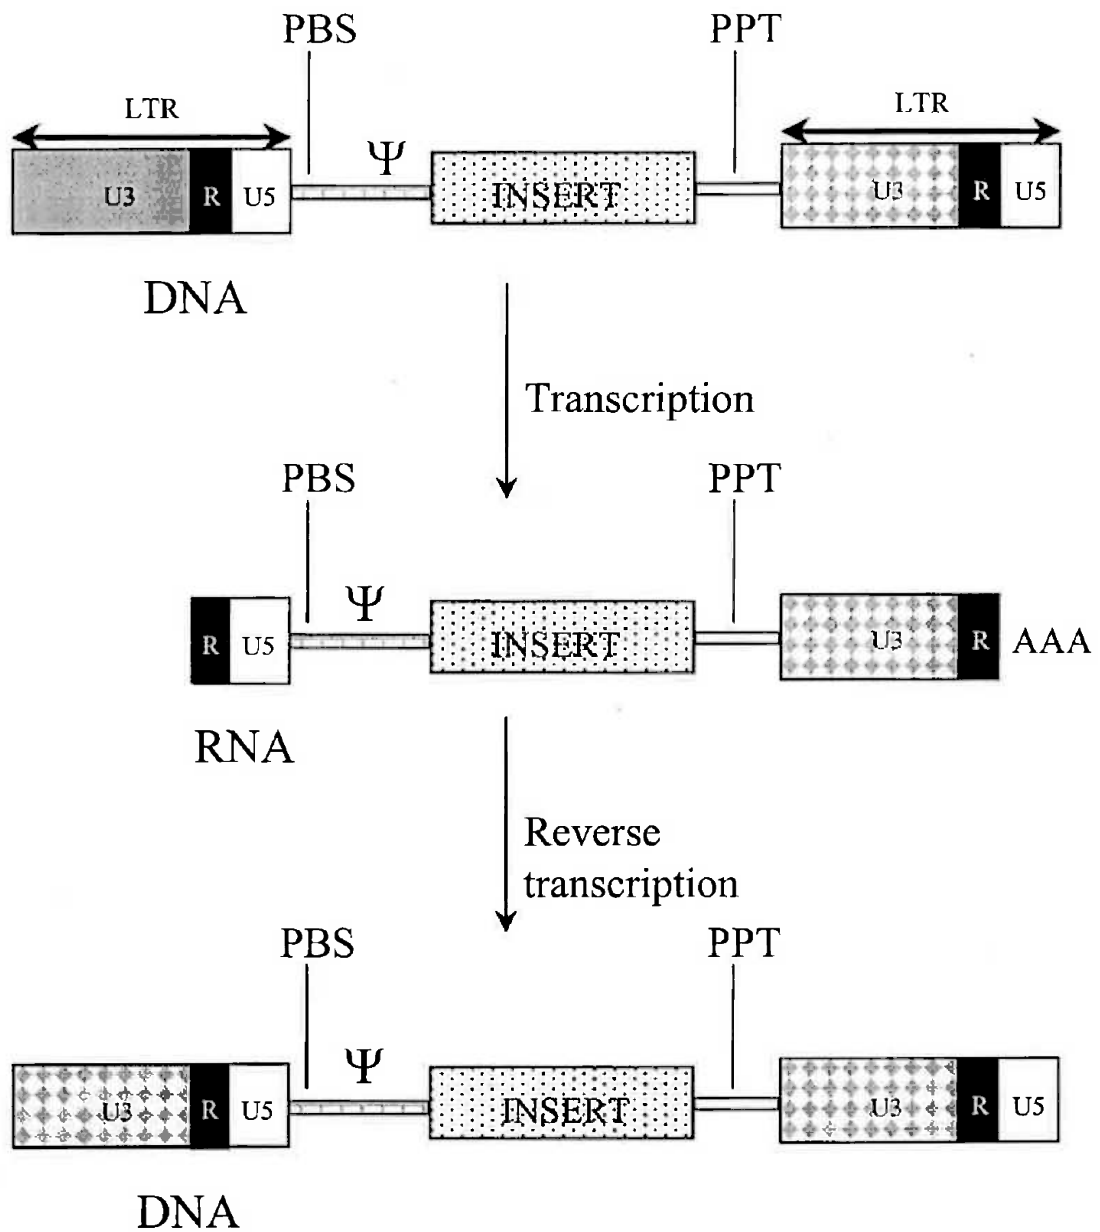 PBS PPT
LTR LTR
Ψ
U3 R U5 INSERT U3 R U5
DNA
Transcription
PBS PPT
Ψ
R U5 INSERT U3 R AAA
RNA
Reverse
transcription
PBS PPT
Ψ
U3 R U5 INSERT U3 R U5
DNA